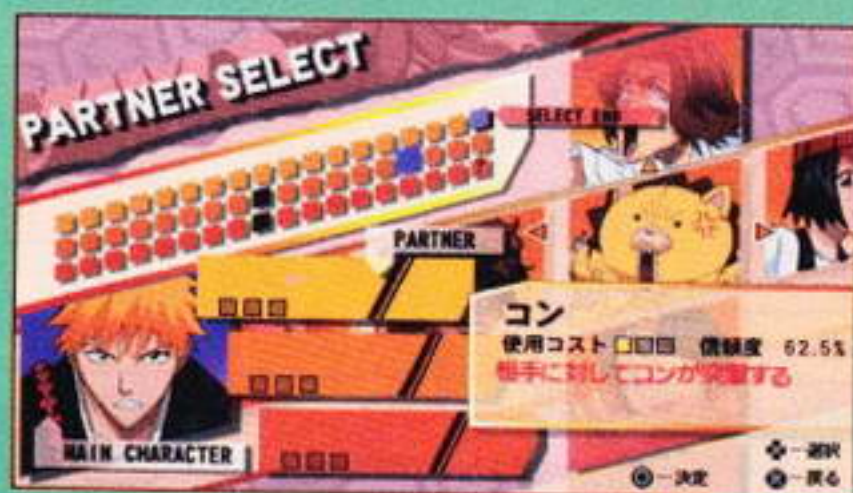 PARTNER SELECT
SELECT END
PARTNER
コン
使用コスト 信頼度 62.5%
相手に対してコンが突撃する
MAIN CHARACTER
選択
決定
戻る